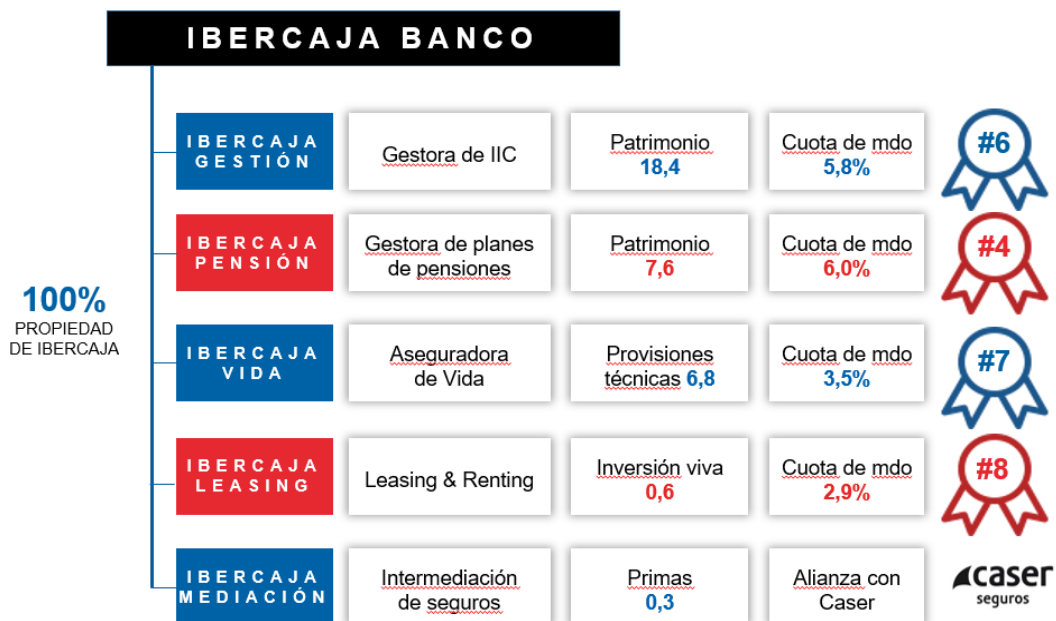 IBERCAJA BANCO
IBERCAJA
GESTIÓN
Gestora de IIC
Patrimonio
18,4
Cuota de mdo
5,8%
#6
IBERCAJA
PENSIÓN
Gestora de planes
de pensiones
Patrimonio
7,6
Cuota de mdo
6,0%
#4
100%
PROPIEDAD
DE IBERCAJA
IBERCAJA
VIDA
Aseguradora
de Vida
Provisiones
técnicas 6,8
Cuota de mdo
3,5%
#7
IBERCAJA
LEASING
Leasing & Renting
Inversión viva
0,6
Cuota de mdo
2,9%
#8
IBERCAJA
MEDIACIÓN
Intermediación
de seguros
Primas
0,3
Alianza con
Caser
caser
seguros